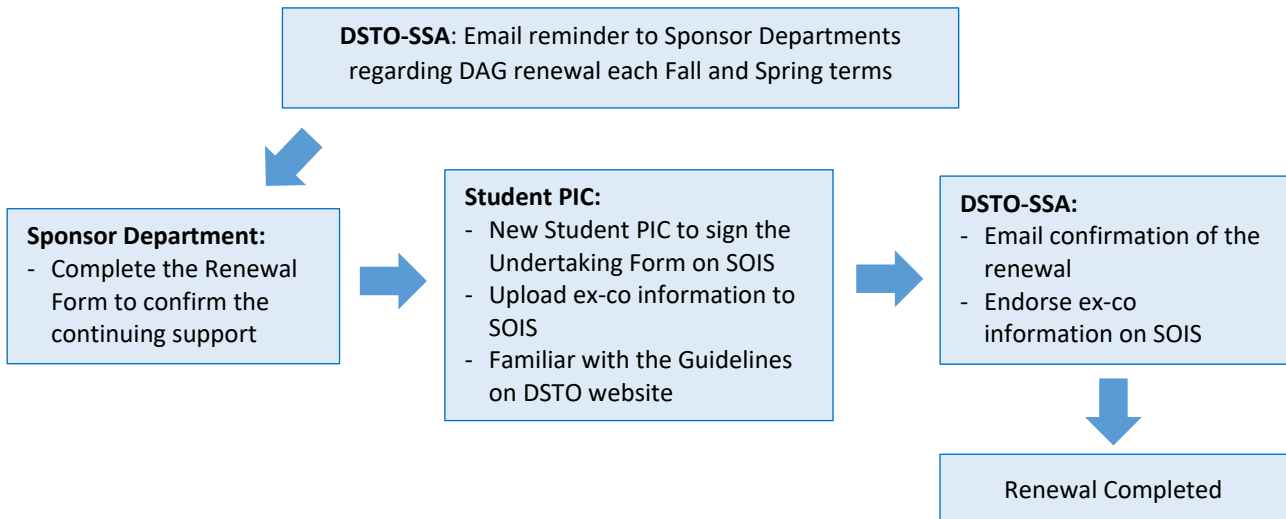 DSTO-SSA: Email reminder to Sponsor Departments
regarding DAG renewal each Fall and Spring terms
Sponsor Department:
- Complete the Renewal
Form to confirm the
continuing support
Student PIC:
- New Student PIC to sign the
Undertaking Form on SOIS
- Upload ex-co information to
SOIS
- Familiar with the Guidelines
on DSTO website
DSTO-SSA:
- Email confirmation of the
renewal
- Endorse ex-co
information on SOIS
Renewal Completed